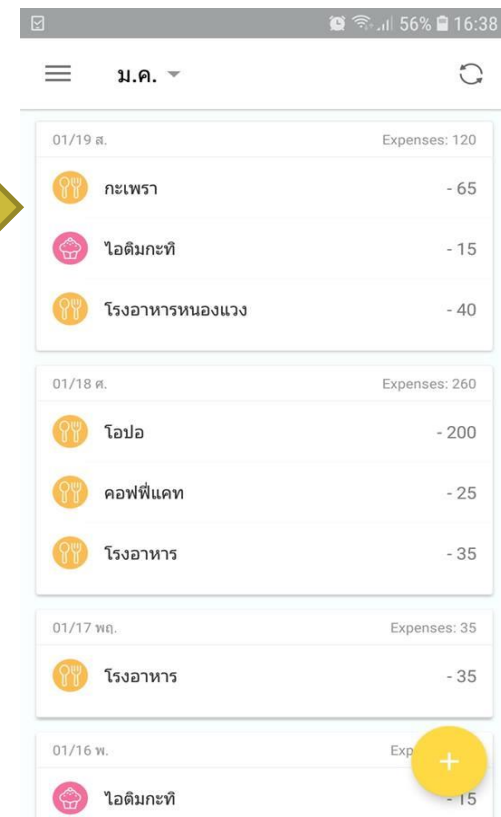 56% 16:38
ม.ค.
01/19 ส. Expenses: 120
กะเพรา - 65
ไอติมกะทิ - 15
โรงอาหารหนองแวง - 40
01/18 ศ. Expenses: 260
โอปอ - 200
คอฟฟี่แคท - 25
โรงอาหาร - 35
01/17 พฤ. Expenses: 35
โรงอาหาร - 35
01/16 พ. Exp
ไอติมกะทิ - 15